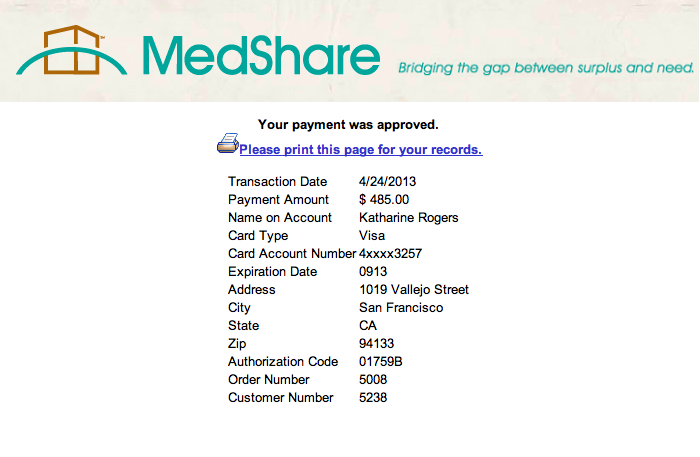 MedShare Bridging the gap between surplus and need.
Your payment was approved.
Please print this page for your records.
Transaction Date 4/24/2013
Payment Amount $ 485.00
Name on Account Katharine Rogers
Card Type Visa
Card Account Number 4xxxx3257
Expiration Date 0913
Address 1019 Vallejo Street
City San Francisco
State CA
Zip 94133
Authorization Code 01759B
Order Number 5008
Customer Number 5238